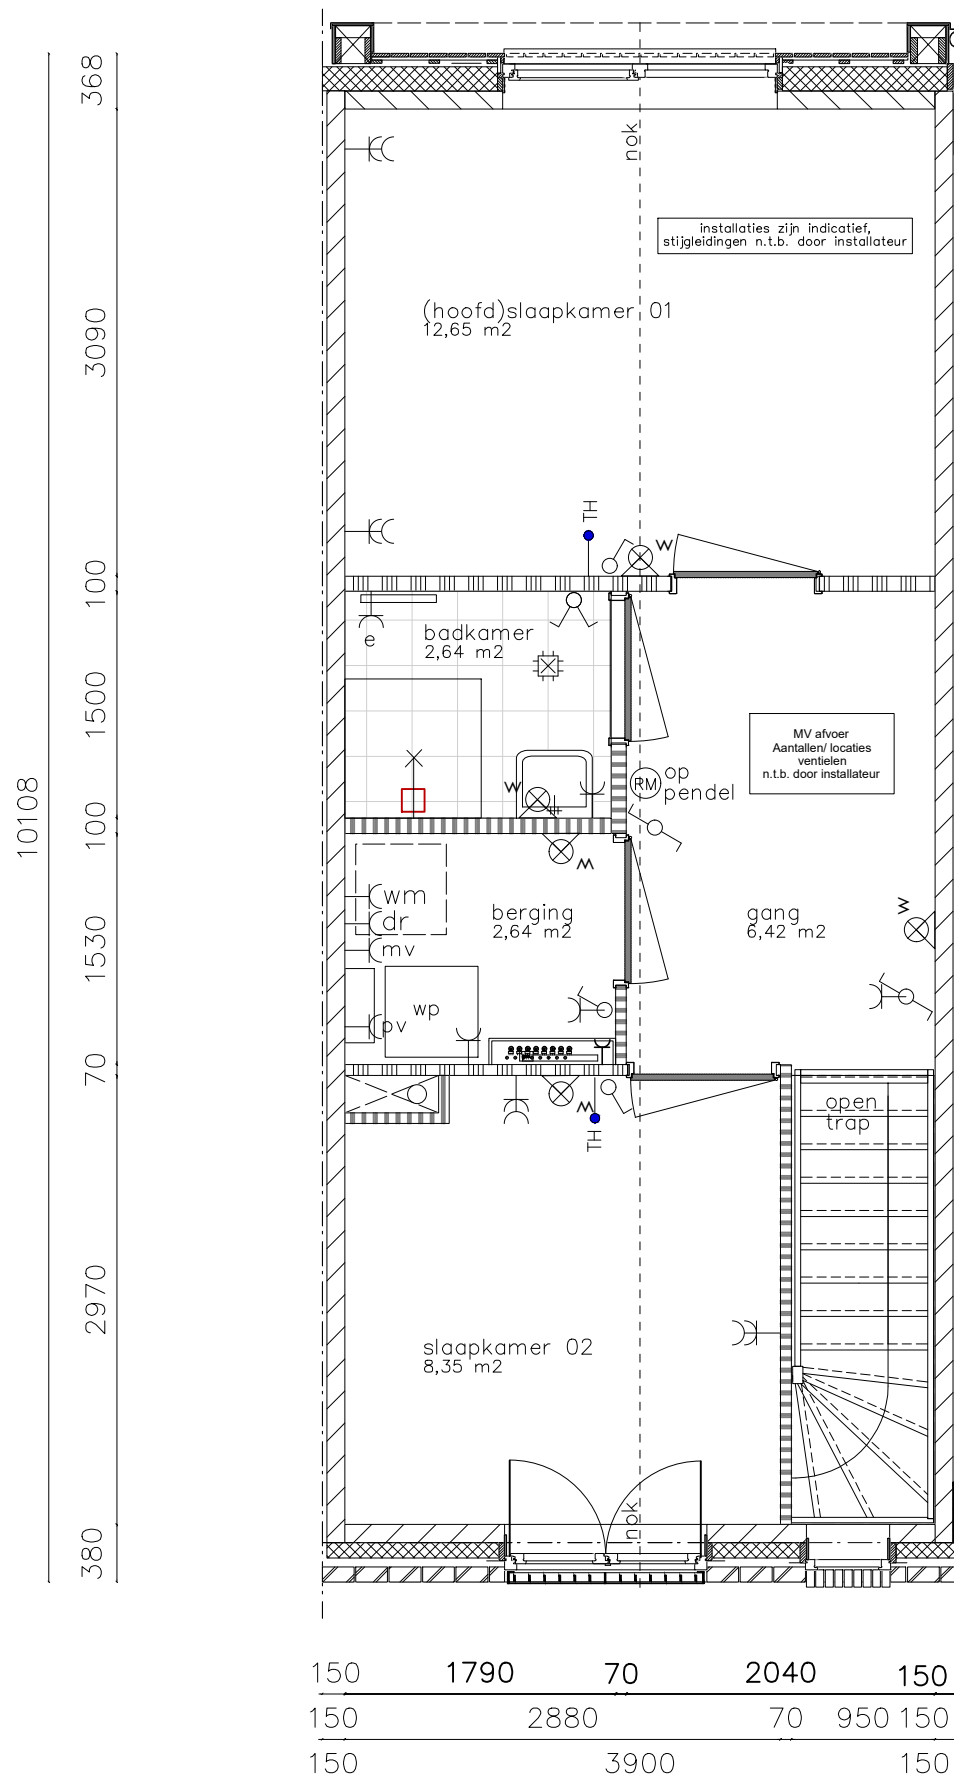 368
3090
100
1500
100
1530
70
2970
380
10108
nok
installaties zijn indicatief,
stijgleidingen n.t.b. door installateur
(hoofd)slaapkamer 01
12,65 m2
TH
W
badkamer
2,64 m2
e
MV afvoer
Aantallen/ locaties
ventielen
n.t.b. door installateur
RM
op
pendel
W
W
wm
dr
mv
berging
2,64 m2
gang
6,42 m2
W
wp
pv
W
TH
open
trap
slaapkamer 02
8,35 m2
nok
150 1790 70 2040 150
150 2880 70 950 150
150 3900 150